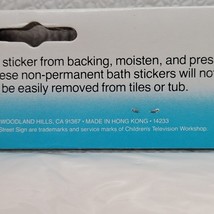 sticker from backing, moisten, and pres
ese non-permanent bath stickers will not
be easily removed from tiles or tub.
WOODLAND HILLS, CA 91367 • MADE IN HONG KONG • 14233
Street Sign are trademarks and service marks of Children's Television Workshop